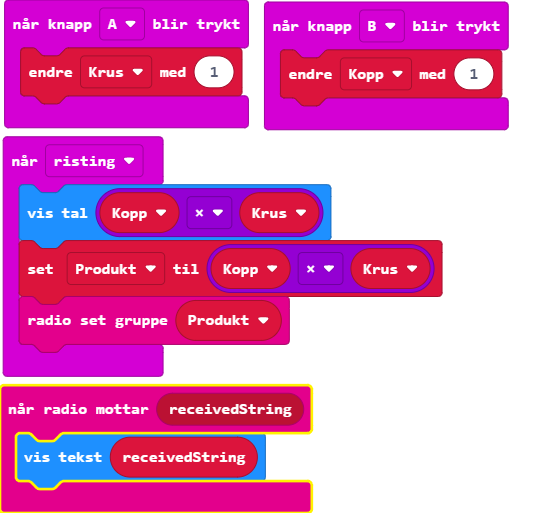 når knapp A blir trykt
endre Krus med 1
når knapp B blir trykt
endre Kopp med 1
når risting
vis tal Kopp × Krus
set Produkt til Kopp × Krus
radio set gruppe Produkt
når radio mottar receivedString
vis tekst receivedString